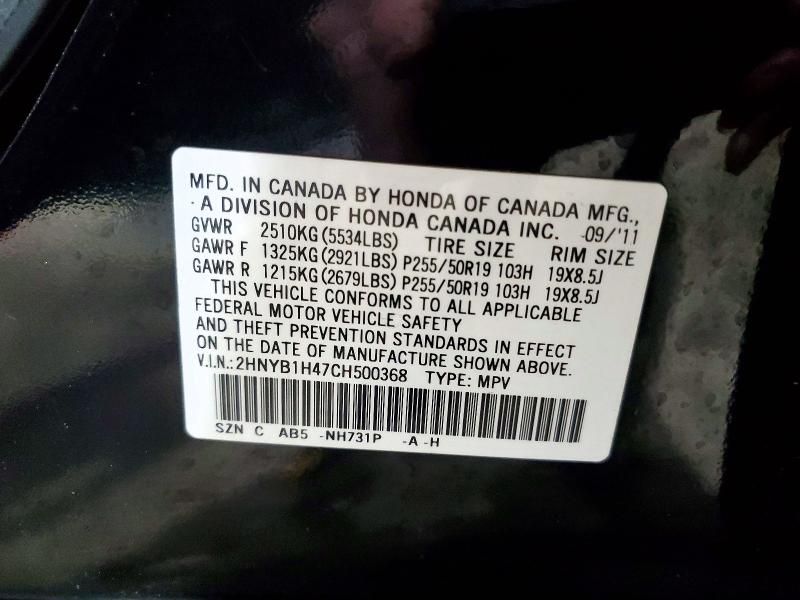 MFD. IN CANADA BY HONDA OF CANADA MFG.,
A DIVISION OF HONDA CANADA INC. 09/'11
GVWR 2510KG(5534LBS) TIRE SIZE RIM SIZE
GAWR F 1325KG(2921LBS) P255/50R19 103H 19X8.5J
GAWR R 1215KG(2679LBS) P255/50R19 103H 19X8.5J
THIS VEHICLE CONFORMS TO ALL APPLICABLE
FEDERAL MOTOR VEHICLE SAFETY
AND THEFT PREVENTION STANDARDS IN EFFECT
ON THE DATE OF MANUFACTURE SHOWN ABOVE.
V.I.N.:2HNYB1H47CH500368 TYPE: MPV
SZN C AB5 -NH731P -A -H